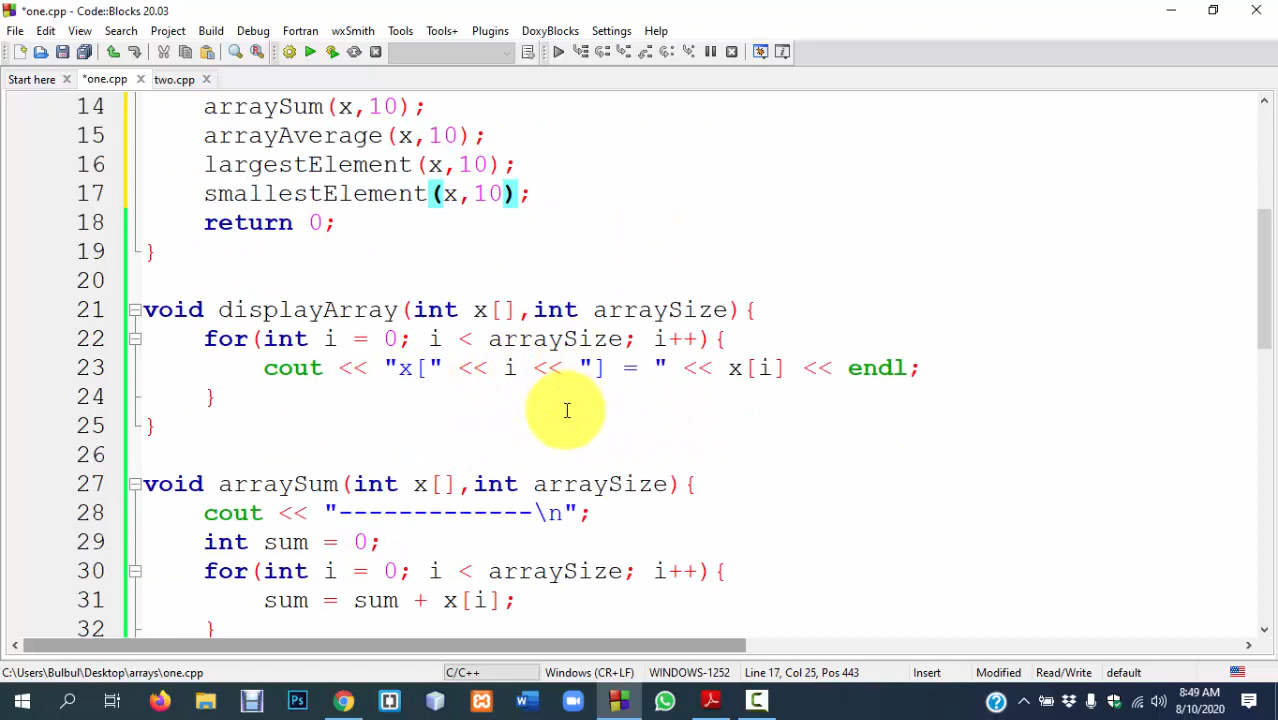 *one.cpp - Code::Blocks 20.03
File Edit View Search Project Build Debug Fortran wxSmith Tools Tools+ Plugins DoxyBlocks Settings Help
Start here *one.cpp two.cpp
14 arraySum(x,10);
15 arrayAverage(x,10);
16 largestElement(x,10);
17 smallestElement(x,10);
18 return 0;
19 }
20
21 void displayArray(int x[],int arraySize){
22 for(int i = 0; i < arraySize; i++){
23 cout << "x[" << i << "] = " << x[i] << endl;
24 }
25 }
26
27 void arraySum(int x[],int arraySize){
28 cout << "-------------\n";
29 int sum = 0;
30 for(int i = 0; i < arraySize; i++){
31 sum = sum + x[i];
32 }
C:\Users\Bulbul\Desktop\arrays\one.cpp C/C++ Windows (CR+LF) WINDOWS-1252 Line 17, Col 25, Pos 443 Insert Modified Read/Write default
8:49 AM
8/10/2020